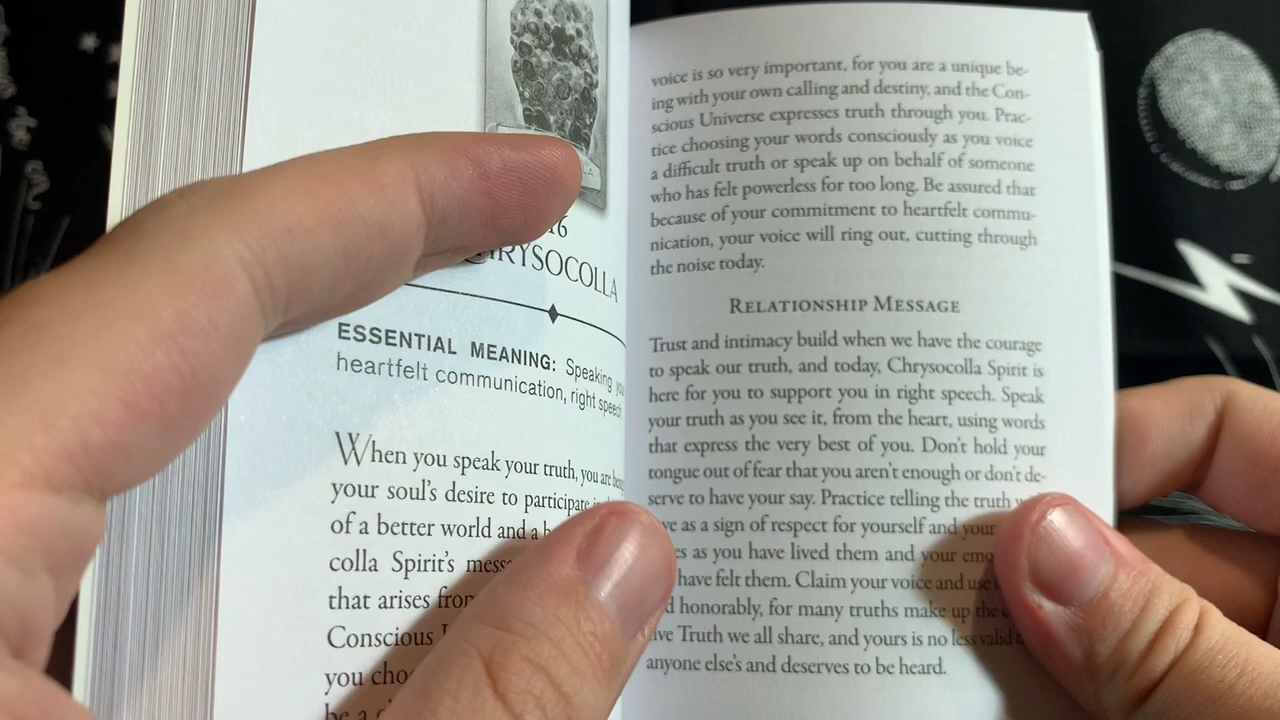 LA
16
CHRYSOCOLLA
ESSENTIAL MEANING: Speaking
heartfelt communication, right speech
When you speak your truth, you are
your soul's desire to participate
of a better world and a
colla Spirit's
that arises from
Conscious
you
be a
voice is so very important, for you are a unique be-
ing with your own calling and destiny, and the Con-
scious Universe expresses truth through you. Prac-
tice choosing your words consciously as you voice
a difficult truth or speak up on behalf of someone
who has felt powerless for too long. Be assured that
because of your commitment to heartfelt commu-
nication, your voice will ring out, cutting through
the noise today.
RELATIONSHIP MESSAGE
Trust and intimacy build when we have the courage
to speak our truth, and today, Chrysocolla Spirit is
here for you to support you in right speech. Speak
your truth as you see it, from the heart, using words
that express the very best of you. Don't hold your
tongue out of fear that you aren't enough or don't de-
serve to have your say. Practice telling the truth
as a sign of respect for yourself and your
as you have lived them and your
have felt them. Claim your voice and use
honorably, for many truths make up the
Truth we all share, and yours is no less valid
anyone else's and deserves to be heard.